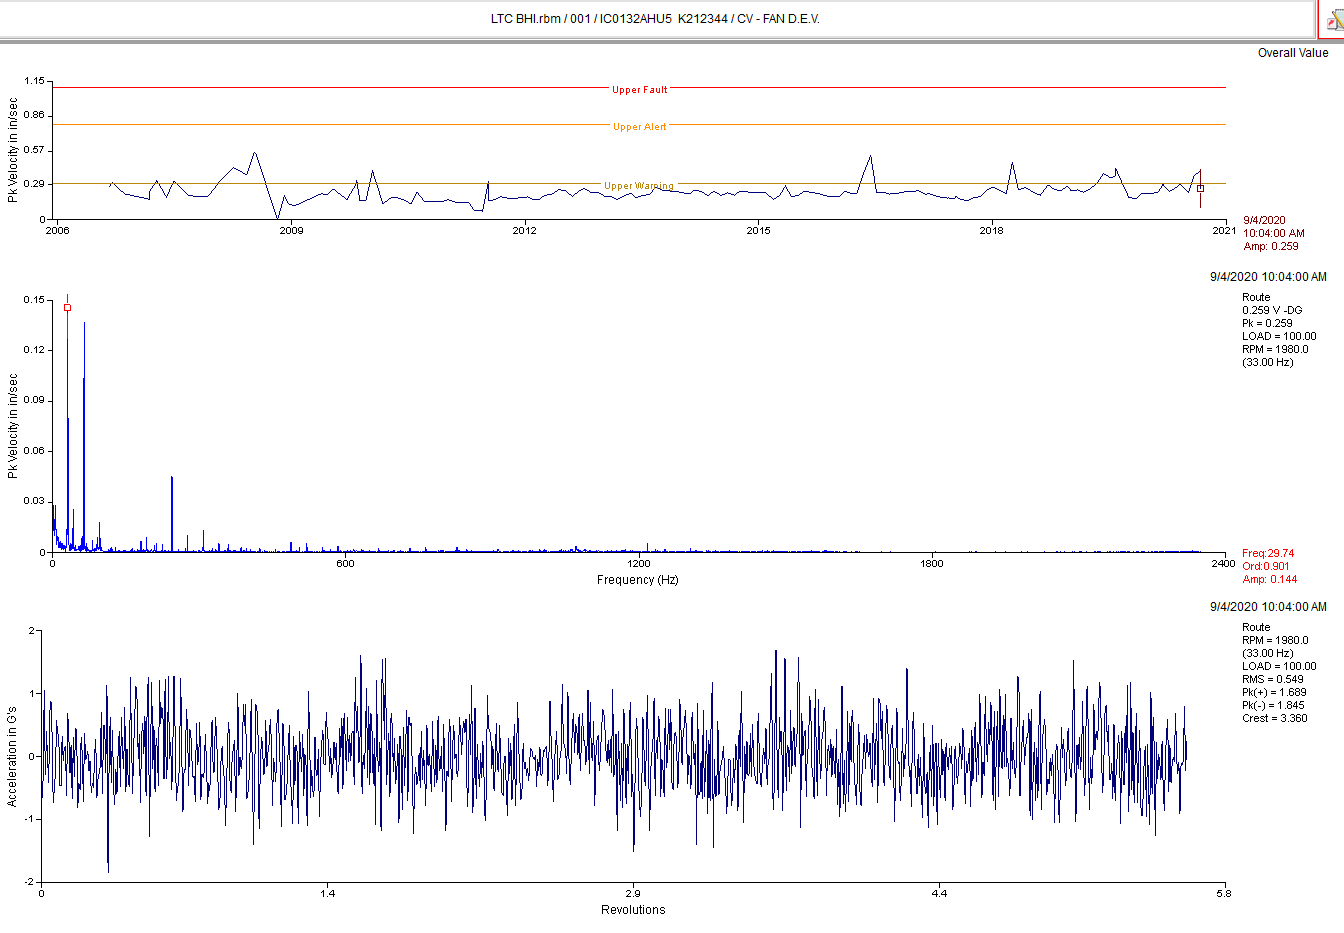 LTC BHI.rbm / 001 / IC0132AHU5  K212344 / CV - FAN D.E.V.
Overall Value
1.15
0.86
0.57
0.29
0
Pk Velocity in in/sec
Upper Fault
Upper Alert
Upper Warning
2006
2009
2012
2015
2018
2021
9/4/2020
10:04:00 AM
Amp: 0.259
9/4/2020 10:04:00 AM
Route
0.259 V -DG
Pk = 0.259
LOAD = 100.00
RPM = 1980.0
(33.00 Hz)
0.15
0.12
0.09
0.06
0.03
0
Pk Velocity in in/sec
0
600
1200
1800
2400
Frequency (Hz)
Freq:29.74
Ord:0.901
Amp: 0.144
9/4/2020 10:04:00 AM
Route
RPM = 1980.0
(33.00 Hz)
LOAD = 100.00
RMS = 0.549
Pk(+) = 1.689
Pk(-) = 1.845
Crest = 3.360
2
1
0
-1
-2
Acceleration in G's
0
1.4
2.9
4.4
5.8
Revolutions